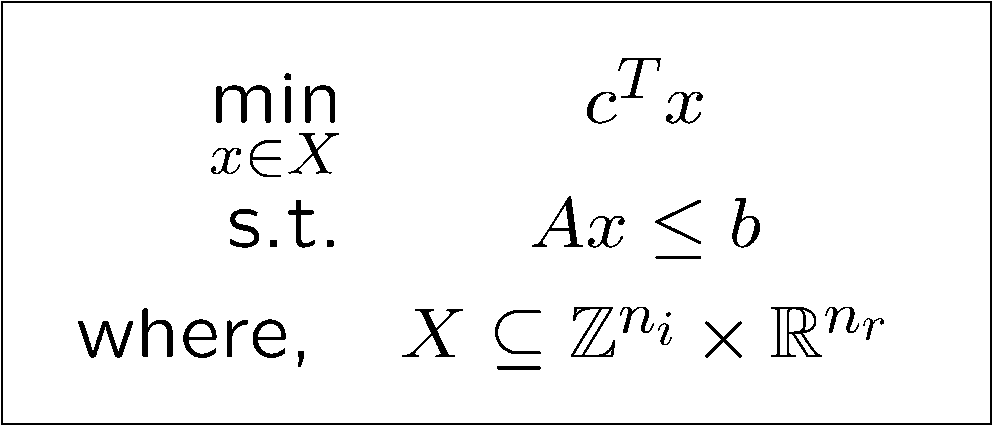 min c^T x
x∈X
s.t. Ax ≤ b
where, X ⊆ ℤ^{n_i} × ℝ^{n_r}